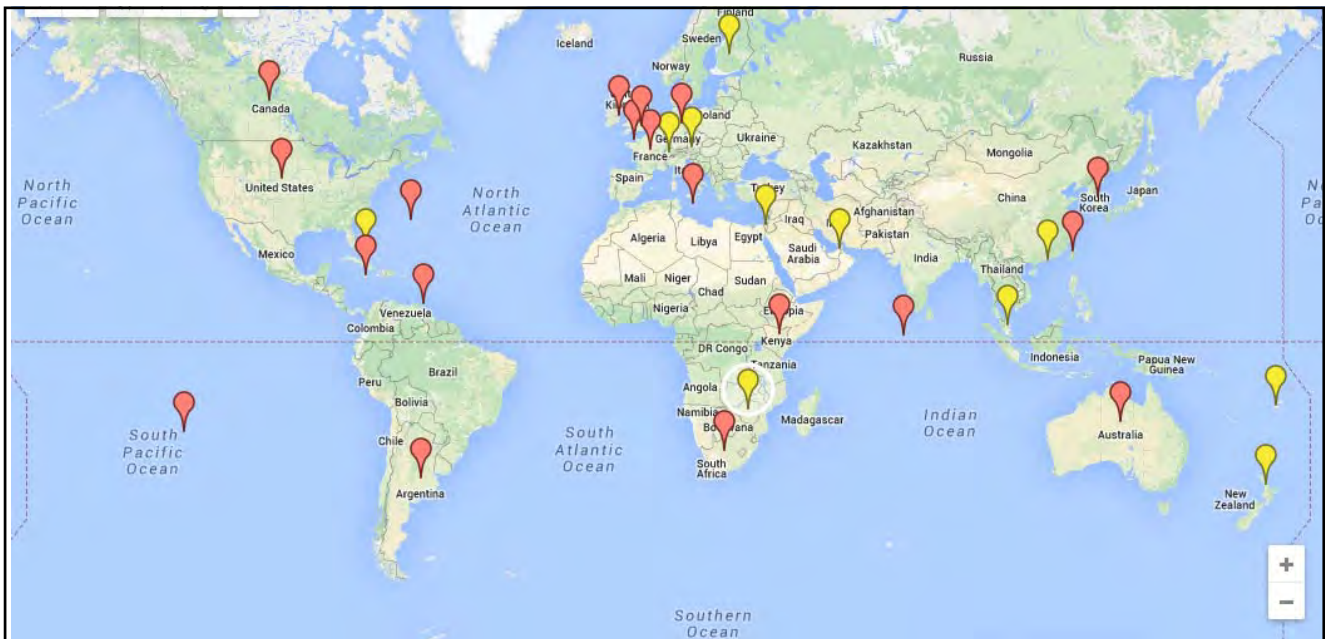 Finland
Sweden
Iceland
Russia
Norway
Canada
Ukraine
Germany
Kazakhstan
France
Mongolia
United States
Spain
Turkey
China
Japan
South
Korea
North
Pacific
Ocean
North
Atlantic
Ocean
Iraq
Afghanistan
Pakistan
Algeria
Libya
Egypt
Saudi
Arabia
India
Mexico
Mali
Niger
Sudan
Chad
Thailand
Venezuela
Nigeria
Ethiopia
Colombia
Kenya
DR Congo
Indonesia
Papua New
Guinea
Tanzania
Brazil
Peru
Angola
Bolivia
Namibia
Madagascar
Botswana
Indian
Ocean
Chile
South
Pacific
Ocean
South
Atlantic
Ocean
Australia
South
Africa
Argentina
New
Zealand
+
−
Southern
Ocean